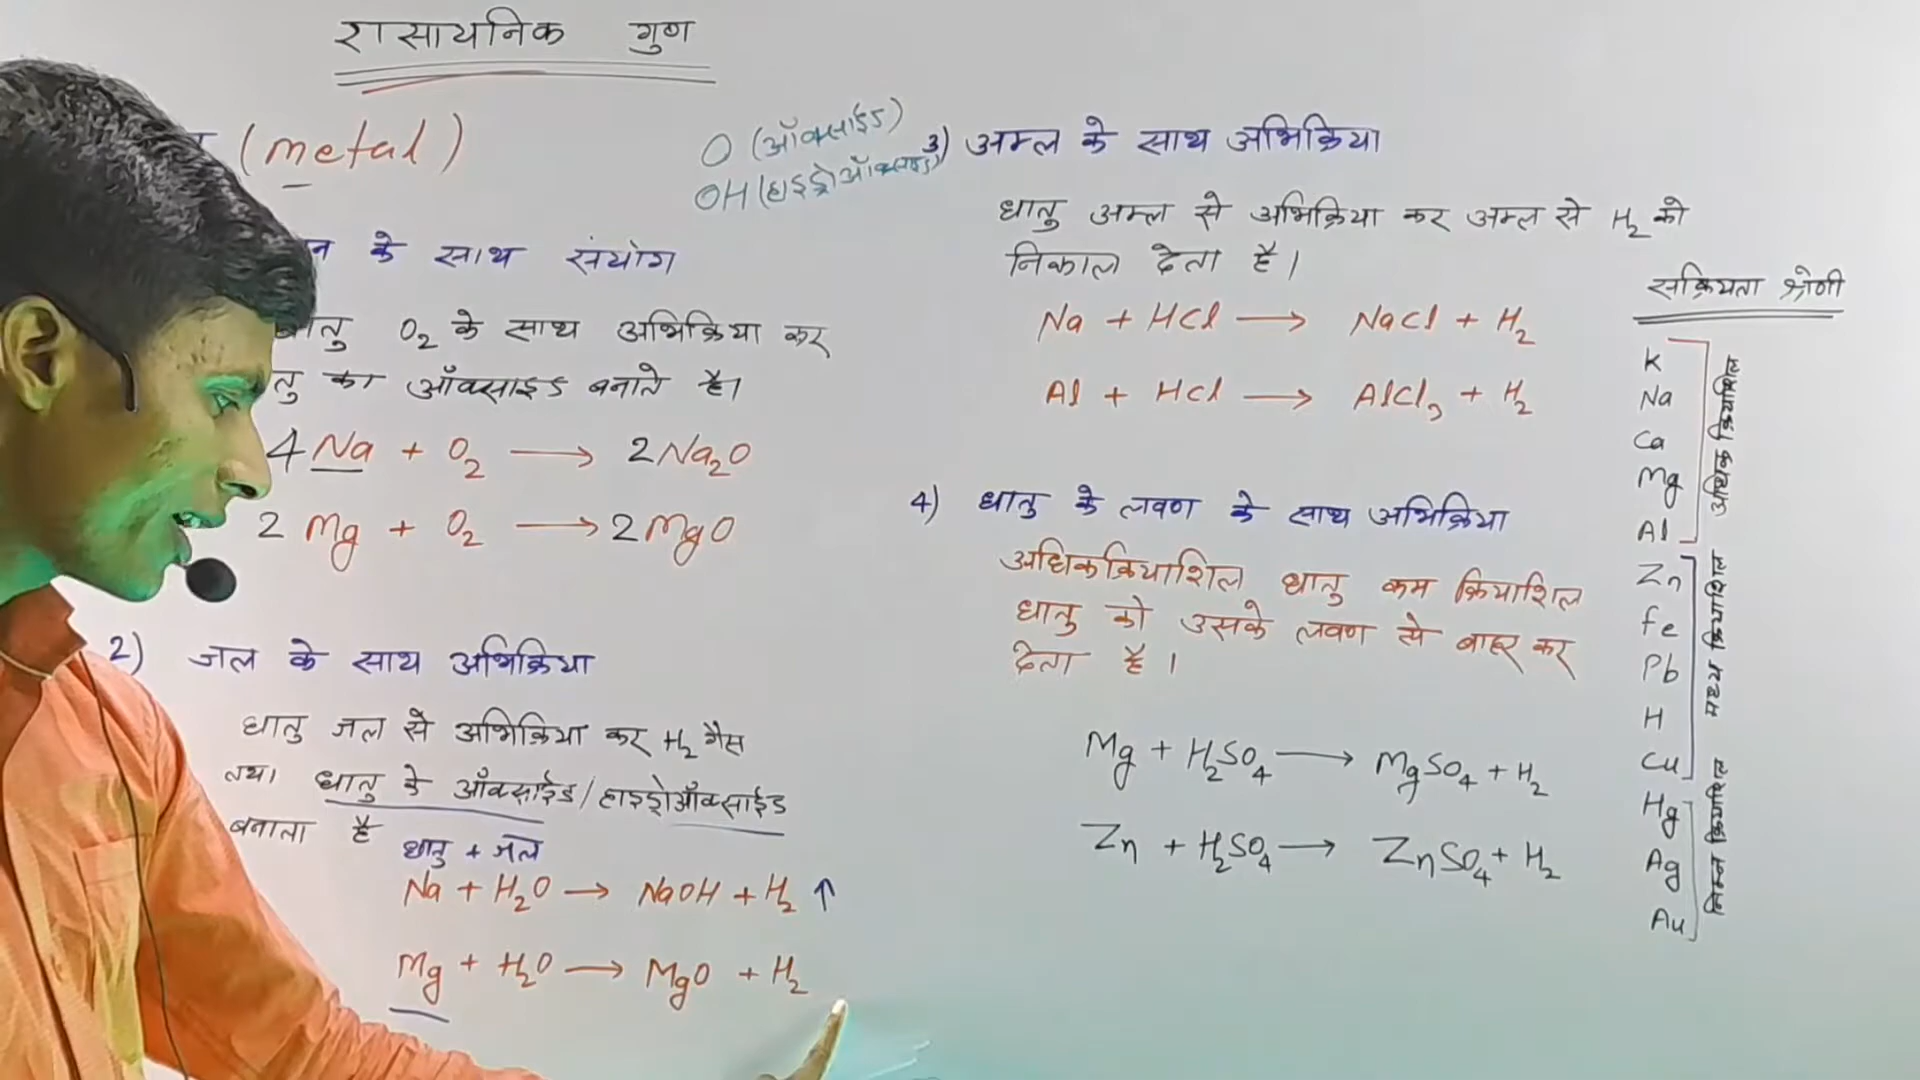 रासायनिक गुण
(metal)
O (ऑक्साइड)
OH (हाइड्रोऑक्साइड)
के साथ संयोग
धातु O₂ के साथ अभिक्रिया कर
तु का ऑक्साइड बनाते है।
4Na + O₂ → 2Na₂O
2Mg + O₂ → 2MgO
2) जल के साथ अभिक्रिया
धातु जल से अभिक्रिया कर H₂ गैस
तथा धातु के ऑक्साईड/हाइड्रोऑक्साईड
बनाता है
धातु + जल
Na + H₂O → NaOH + H₂ ↑
Mg + H₂O → MgO + H₂
3) अम्ल के साथ अभिक्रिया
धातु अम्ल से अभिक्रिया कर अम्ल से H₂ को
निकाल देता है।
Na + HCl → NaCl + H₂
Al + HCl → AlCl₃ + H₂
4) धातु के लवण के साथ अभिक्रिया
अधिकक्रियाशिल धातु कम क्रियाशिल
धातु को उसके लवण से बाहर कर
देता है।
Mg + H₂SO₄ → MgSO₄ + H₂
Zn + H₂SO₄ → ZnSO₄ + H₂
सक्रियता श्रेणी
K
Na
Ca
Mg
Al
अधिक क्रियाशिल
Zn
Fe
Pb
H
Cu
मध्य क्रियाशिल
Hg
Ag
Au
निम्न क्रियाशिल